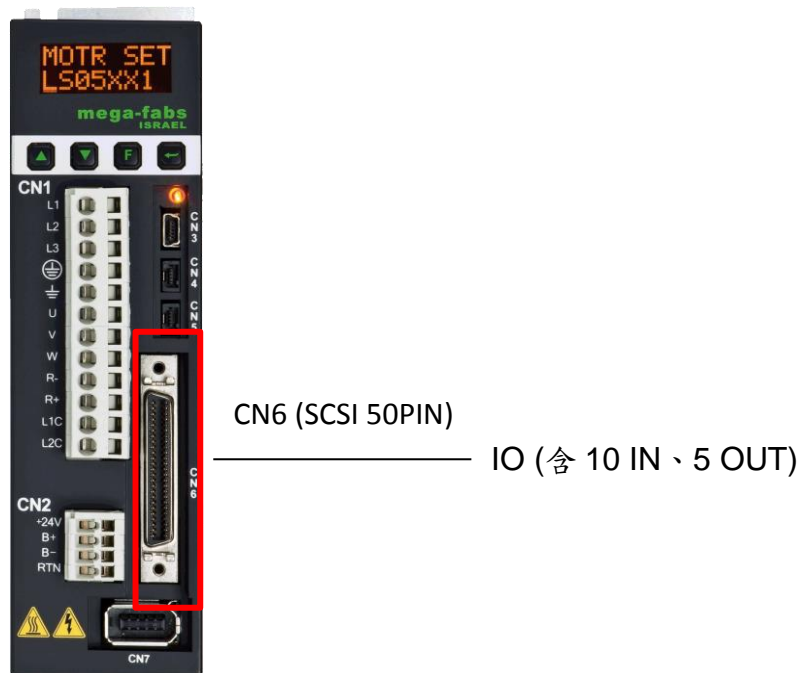 MOTR SET
LS05XX1
mega-fabs
ISRAEL
F
CN1
L1
L2
L3
U
V
W
R-
R+
L1C
L2C
CN3
CN4
CN5
CN6
CN2
+24V
B+
B-
RTN
CN7
CN6 (SCSI 50PIN)
IO (含 10 IN、5 OUT)